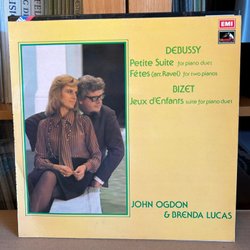 EMI
DEBUSSY
Petite Suite for piano duet
Fêtes (arr. Ravel) for two pianos
BIZET
Jeux d'Enfants suite for piano duet
JOHN OGDON
& BRENDA LUCAS